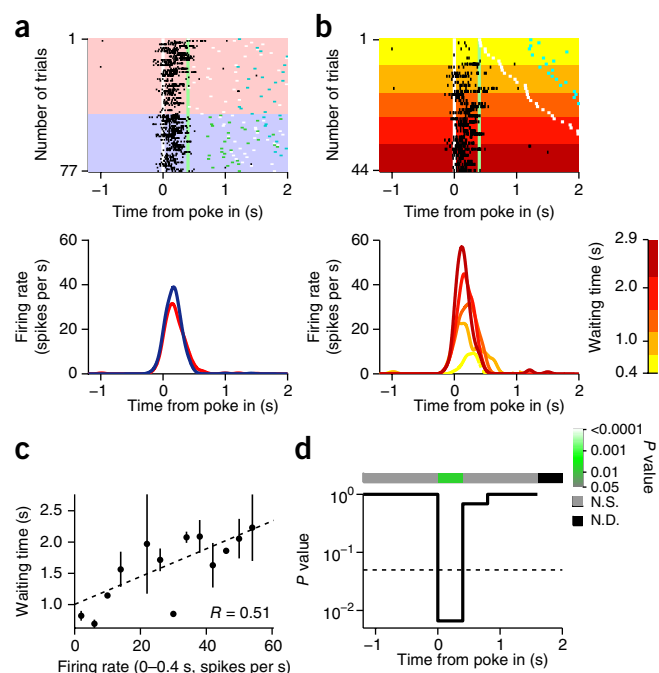 a
Number of trials
1
77
−1
0
1
2
Time from poke in (s)
Firing rate
(spikes per s)
60
40
20
0
−1
0
1
2
Time from poke in (s)
b
Number of trials
1
44
−1
0
1
2
Time from poke in (s)
Firing rate
(spikes per s)
60
40
20
0
−1
0
1
2
Time from poke in (s)
Waiting time (s)
2.9
2.0
1.0
0.4
c
Waiting time (s)
2.5
2.0
1.5
1.0
0
20
40
60
R = 0.51
Firing rate (0–0.4 s, spikes per s)
d
<0.0001
0.001
0.01
0.05
P value
N.S.
N.D.
P value
10⁰
10⁻¹
10⁻²
−1
0
1
2
Time from poke in (s)